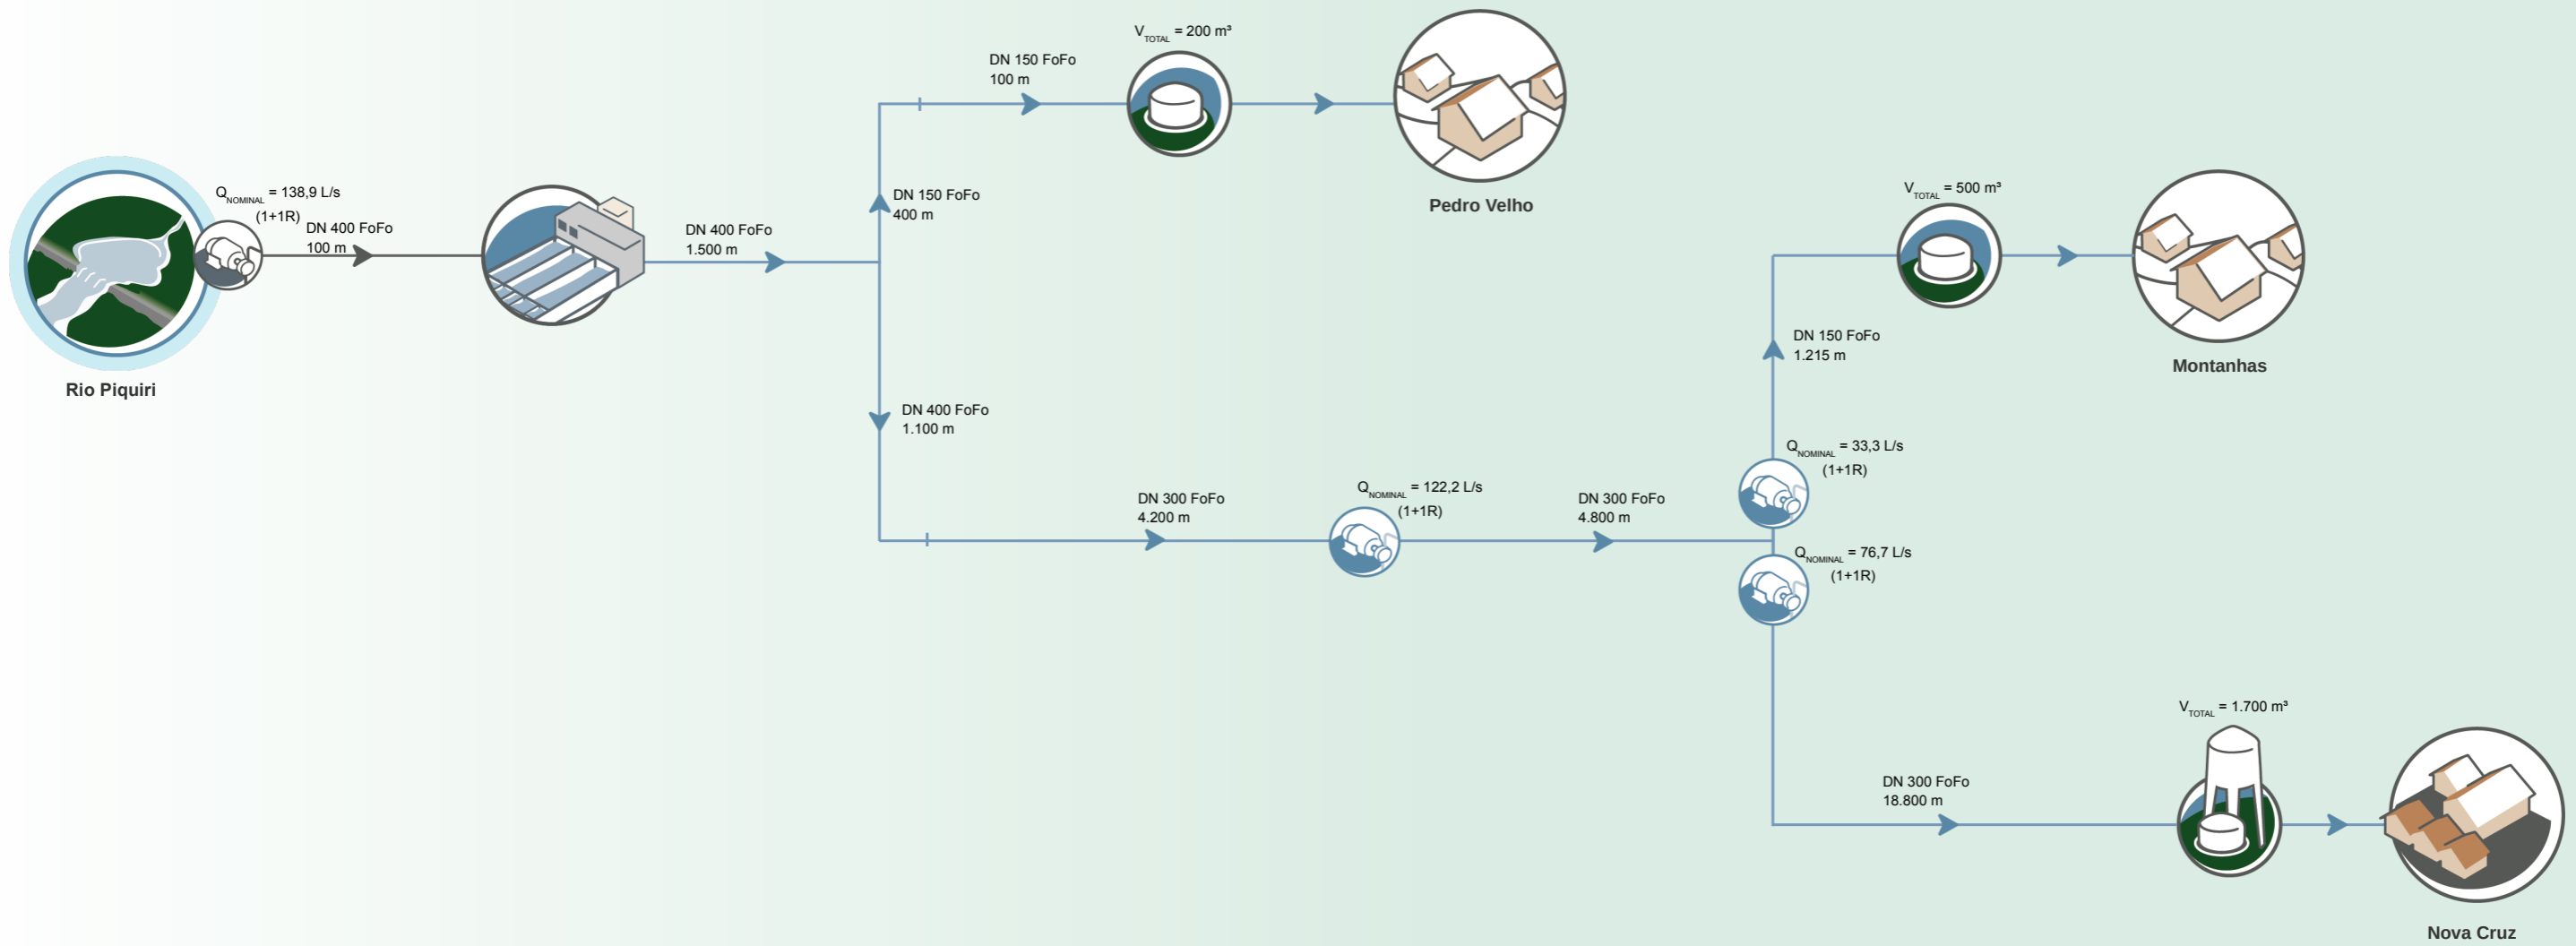 V TOTAL = 200 m³
DN 150 FoFo
100 m
Pedro Velho
Q NOMINAL = 138,9 L/s
(1+1R)
DN 400 FoFo
100 m
Rio Piquiri
DN 400 FoFo
1.500 m
DN 150 FoFo
400 m
DN 400 FoFo
1.100 m
DN 300 FoFo
4.200 m
Q NOMINAL = 122,2 L/s
(1+1R)
DN 300 FoFo
4.800 m
V TOTAL = 500 m³
Montanhas
DN 150 FoFo
1.215 m
Q NOMINAL = 33,3 L/s
(1+1R)
Q NOMINAL = 76,7 L/s
(1+1R)
V TOTAL = 1.700 m³
DN 300 FoFo
18.800 m
Nova Cruz